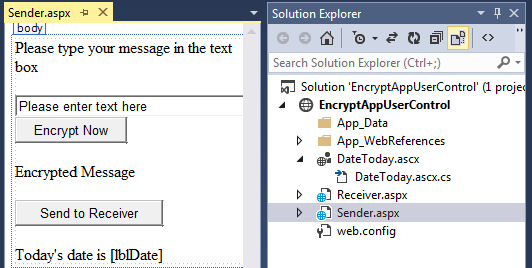 Sender.aspx
body
Please type your message in the text
box
Please enter text here
Encrypt Now
Encrypted Message
Send to Receiver
Today's date is [lblDate]
Solution Explorer
Search Solution Explorer (Ctrl+;)
Solution 'EncryptAppUserControl' (1 proje
EncryptAppUserControl
App_Data
App_WebReferences
DateToday.ascx
DateToday.ascx.cs
Receiver.aspx
Sender.aspx
web.config